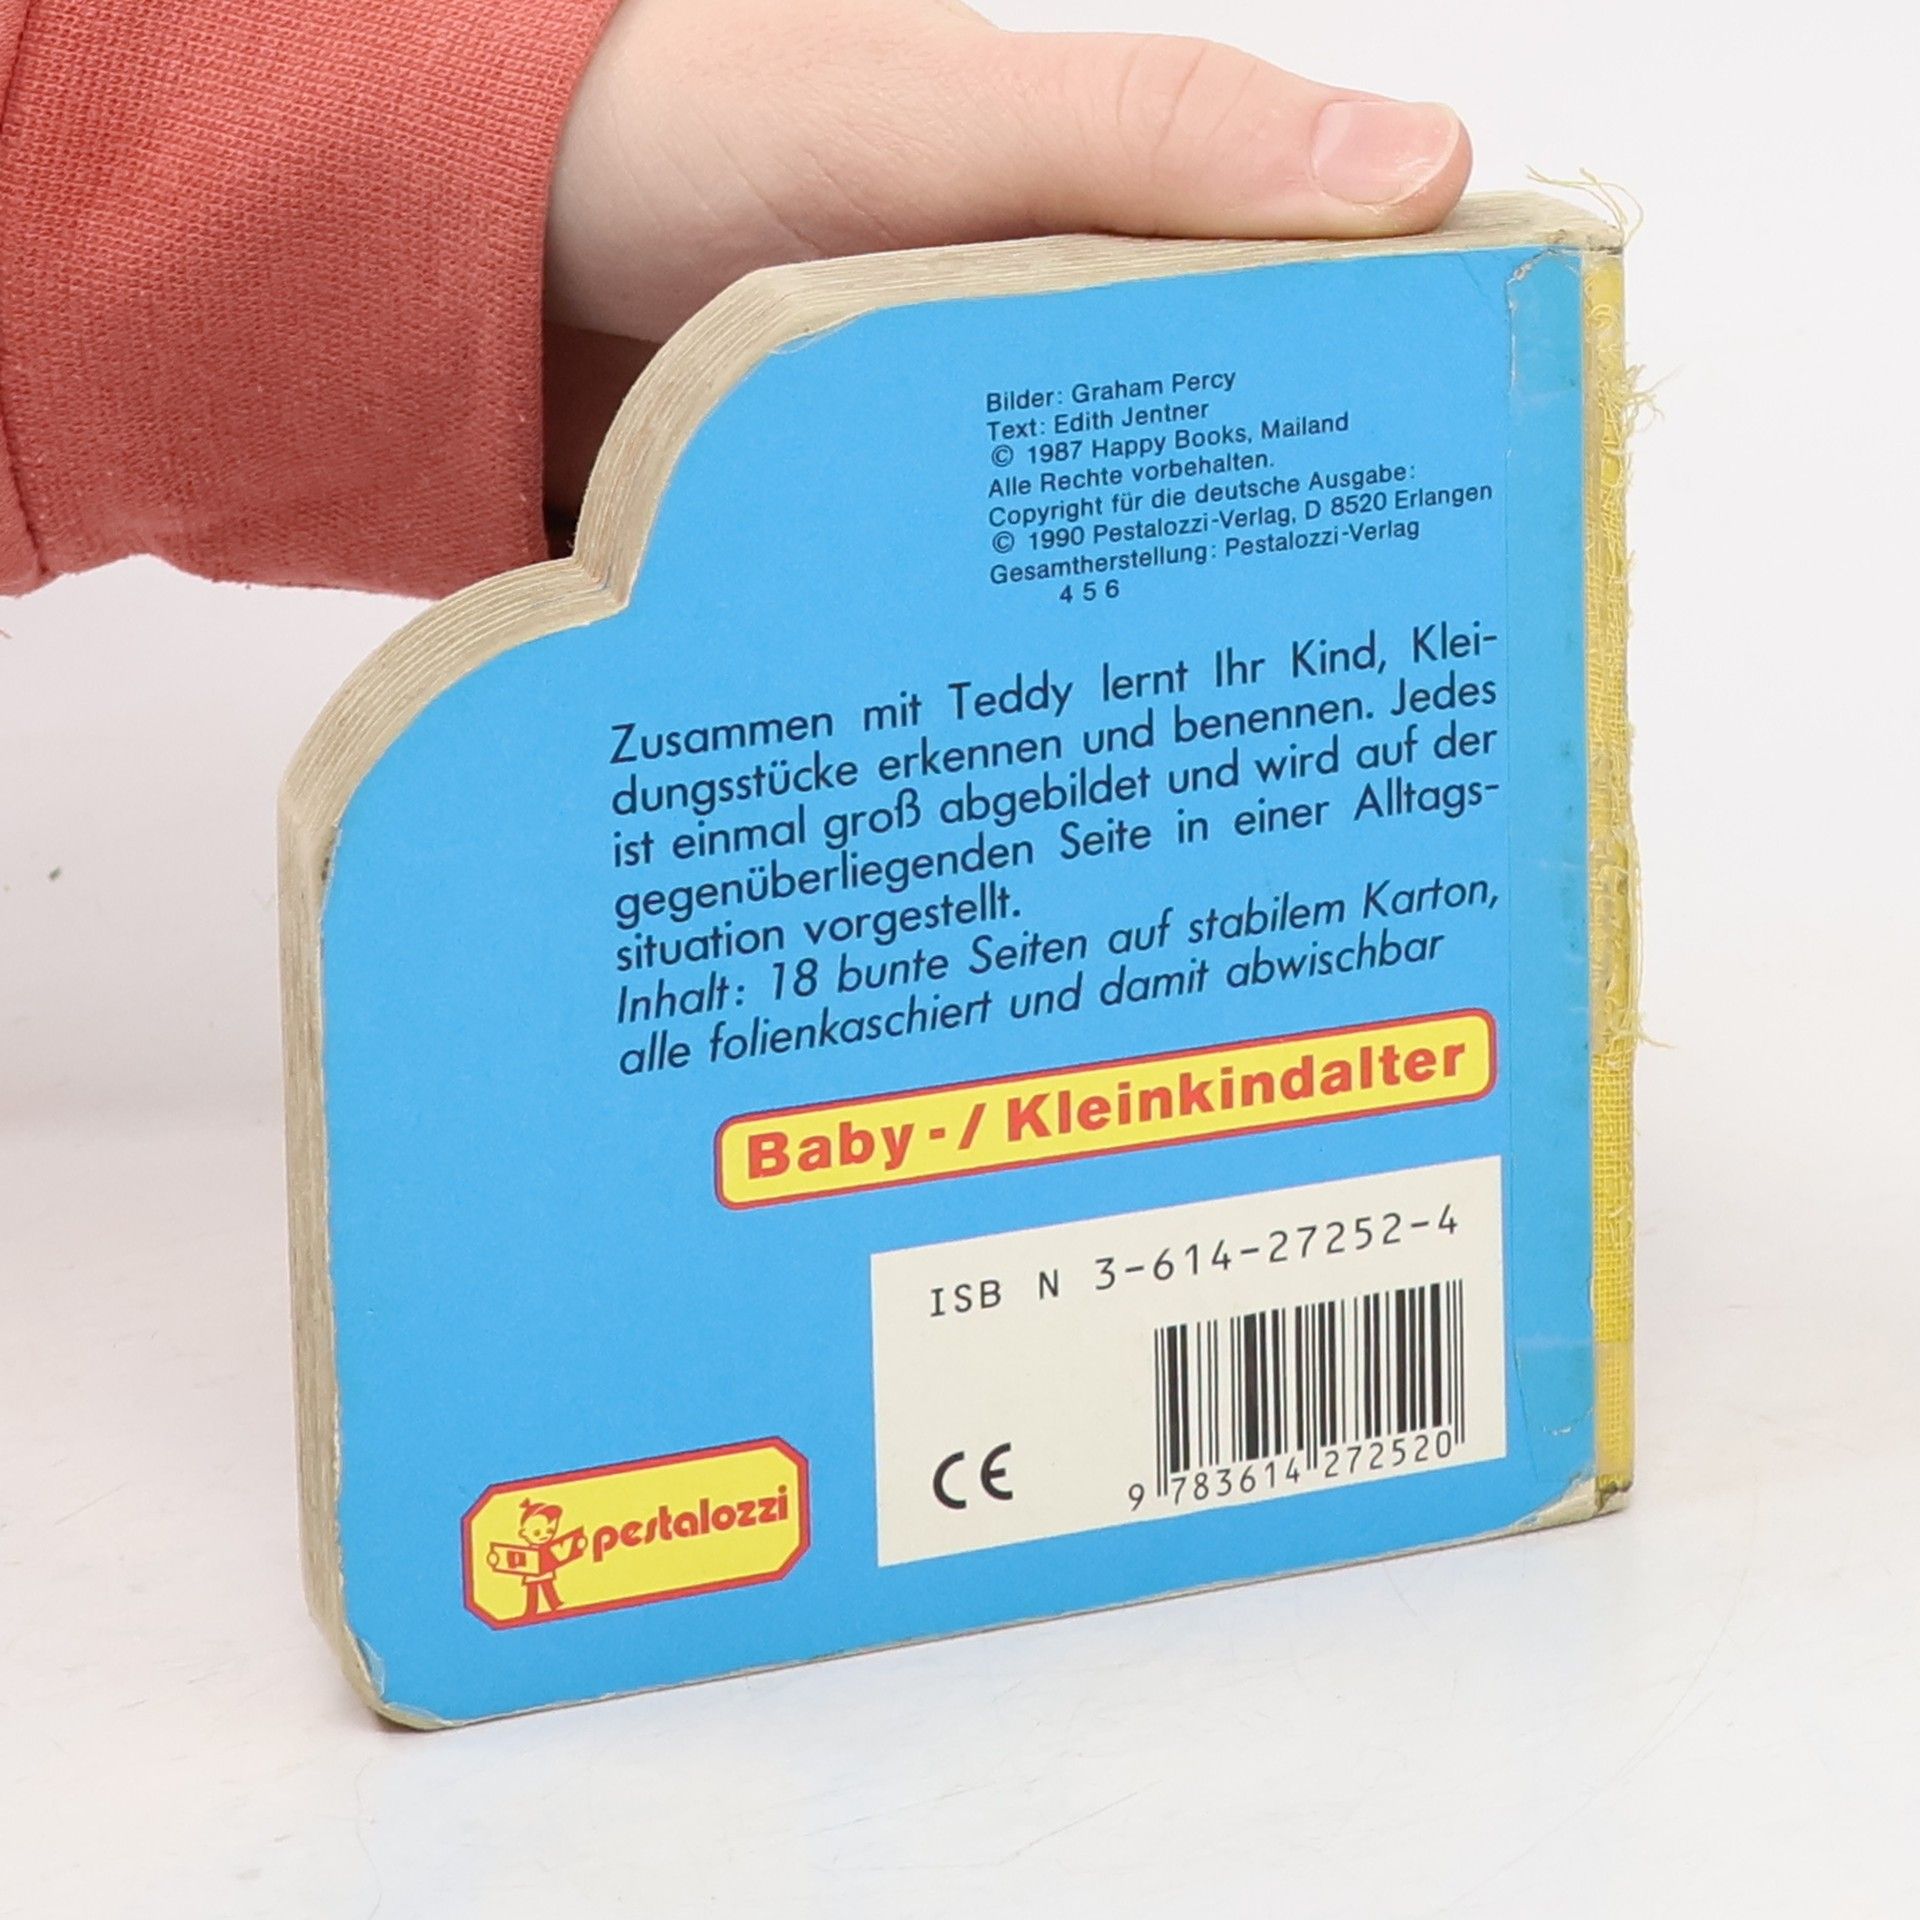 Bilder: Graham Percy
Text: Edith Jentner
© 1987 Happy Books, Mailand
Alle Rechte vorbehalten.
Copyright für die deutsche Ausgabe:
© 1990 Pestalozzi-Verlag, D 8520 Erlangen
Gesamtherstellung: Pestalozzi-Verlag
4 5 6
Zusammen mit Teddy lernt Ihr Kind, Klei-
dungsstücke erkennen und benennen. Jedes
ist einmal groß abgebildet und wird auf der
gegenüberliegenden Seite in einer Alltags-
situation vorgestellt.
Inhalt: 18 bunte Seiten auf stabilem Karton,
alle folienkaschiert und damit abwischbar
Baby-/Kleinkindalter
ISB N 3-614-27252-4
CE
9 783614 272520
pestalozzi